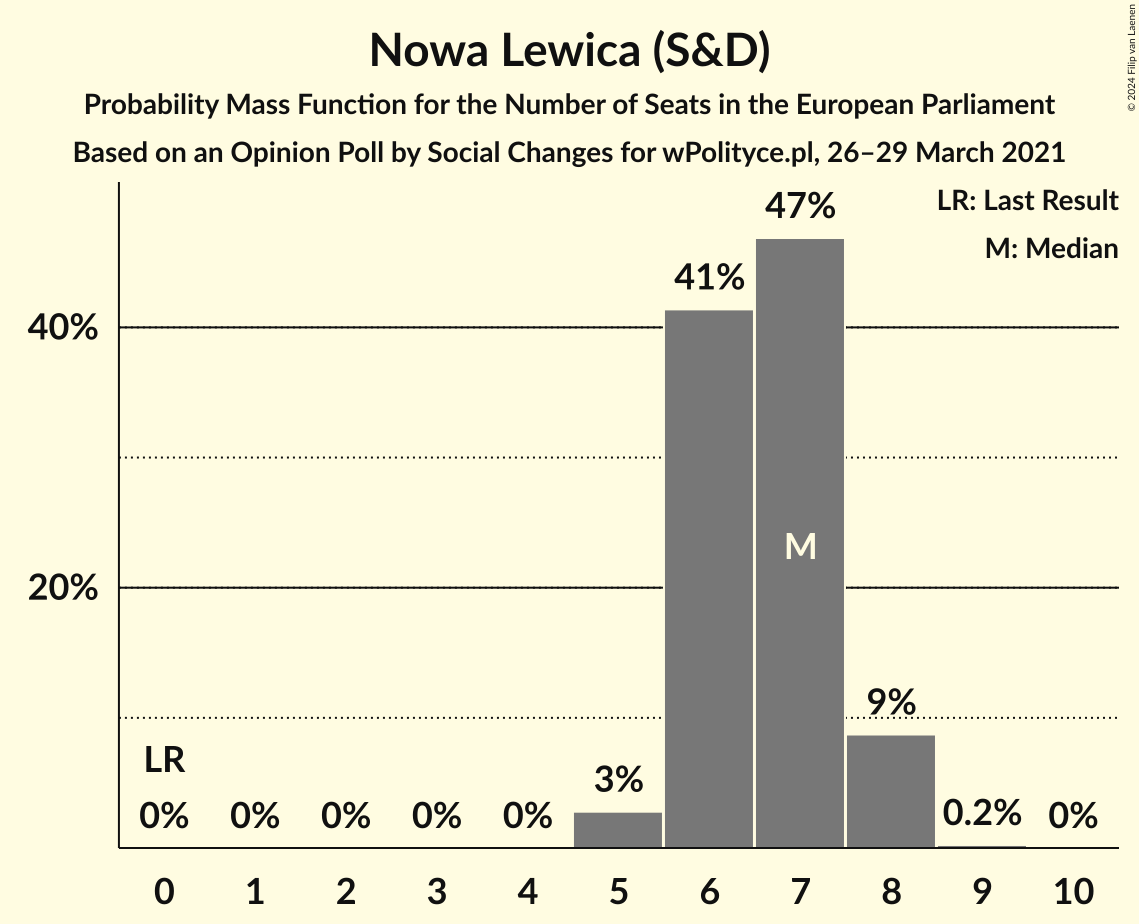 Nowa Lewica (S&D)
Probability Mass Function for the Number of Seats in the European Parliament
Based on an Opinion Poll by Social Changes for wPolityce.pl, 26–29 March 2021
© 2024 Filip van Laenen
LR: Last Result
M: Median
47%
41%
40%
M
20%
9%
LR
3%
0% 0% 0% 0% 0% 0.2% 0%
0 1 2 3 4 5 6 7 8 9 10